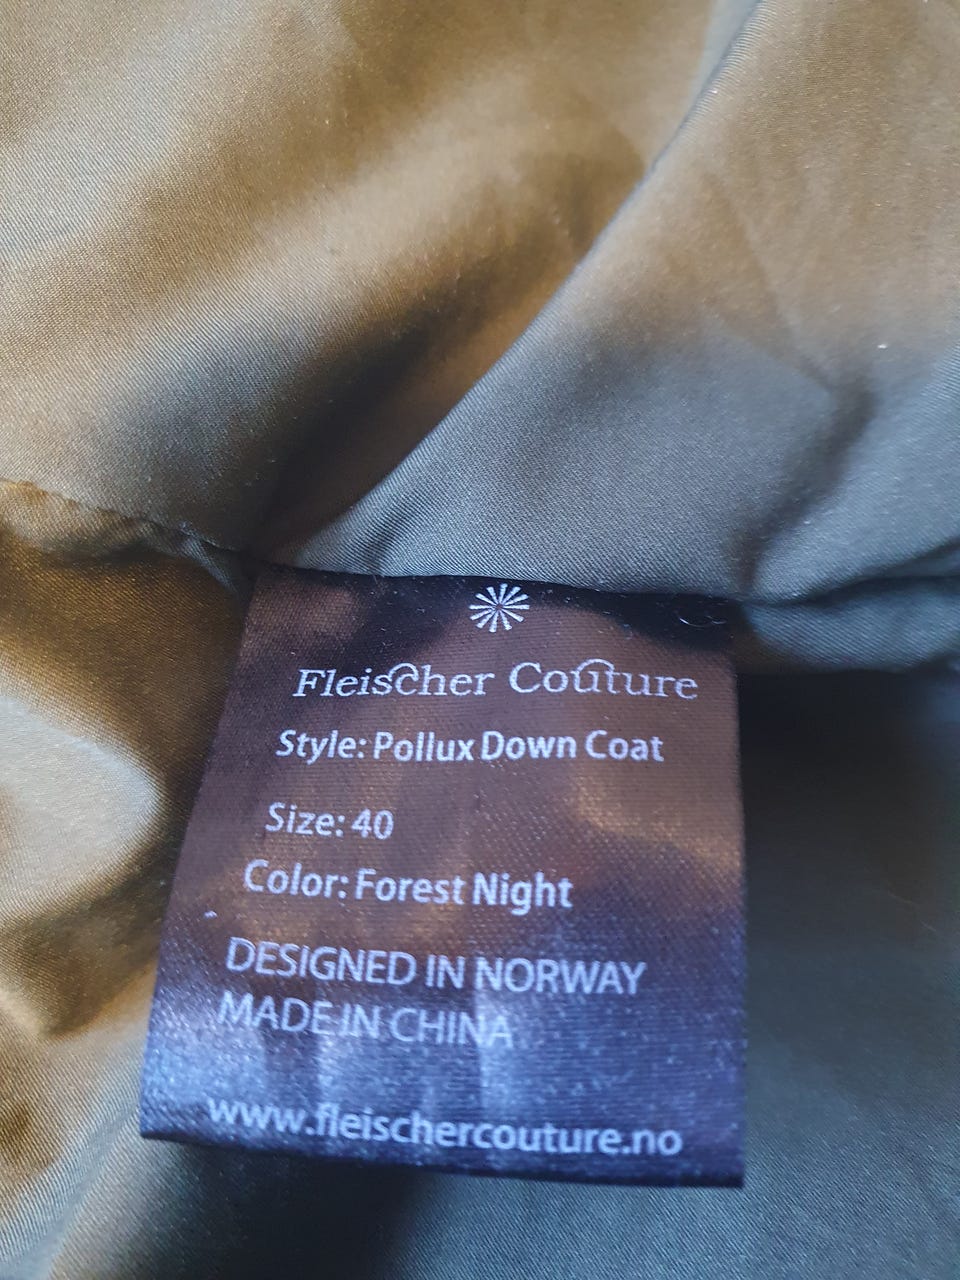 Fleischer Couture
Style: Pollux Down Coat
Size: 40
Color: Forest Night
DESIGNED IN NORWAY
MADE IN CHINA
www.fleischercouture.no